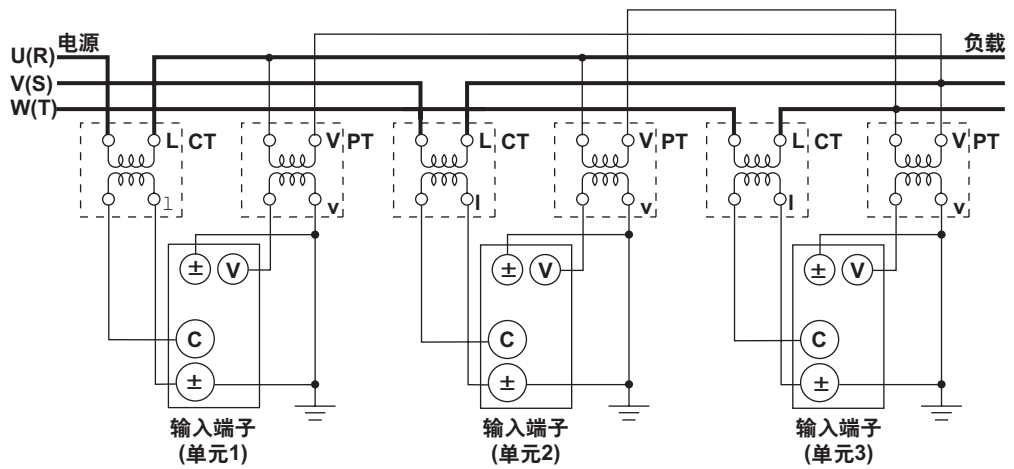 电源
负载
U(R)
V(S)
W(T)
L CT
V PT
L CT
V PT
L CT
V PT
l
v
l
v
l
v
± V
± V
± V
C
C
C
±
±
±
输入端子
(单元1)
输入端子
(单元2)
输入端子
(单元3)